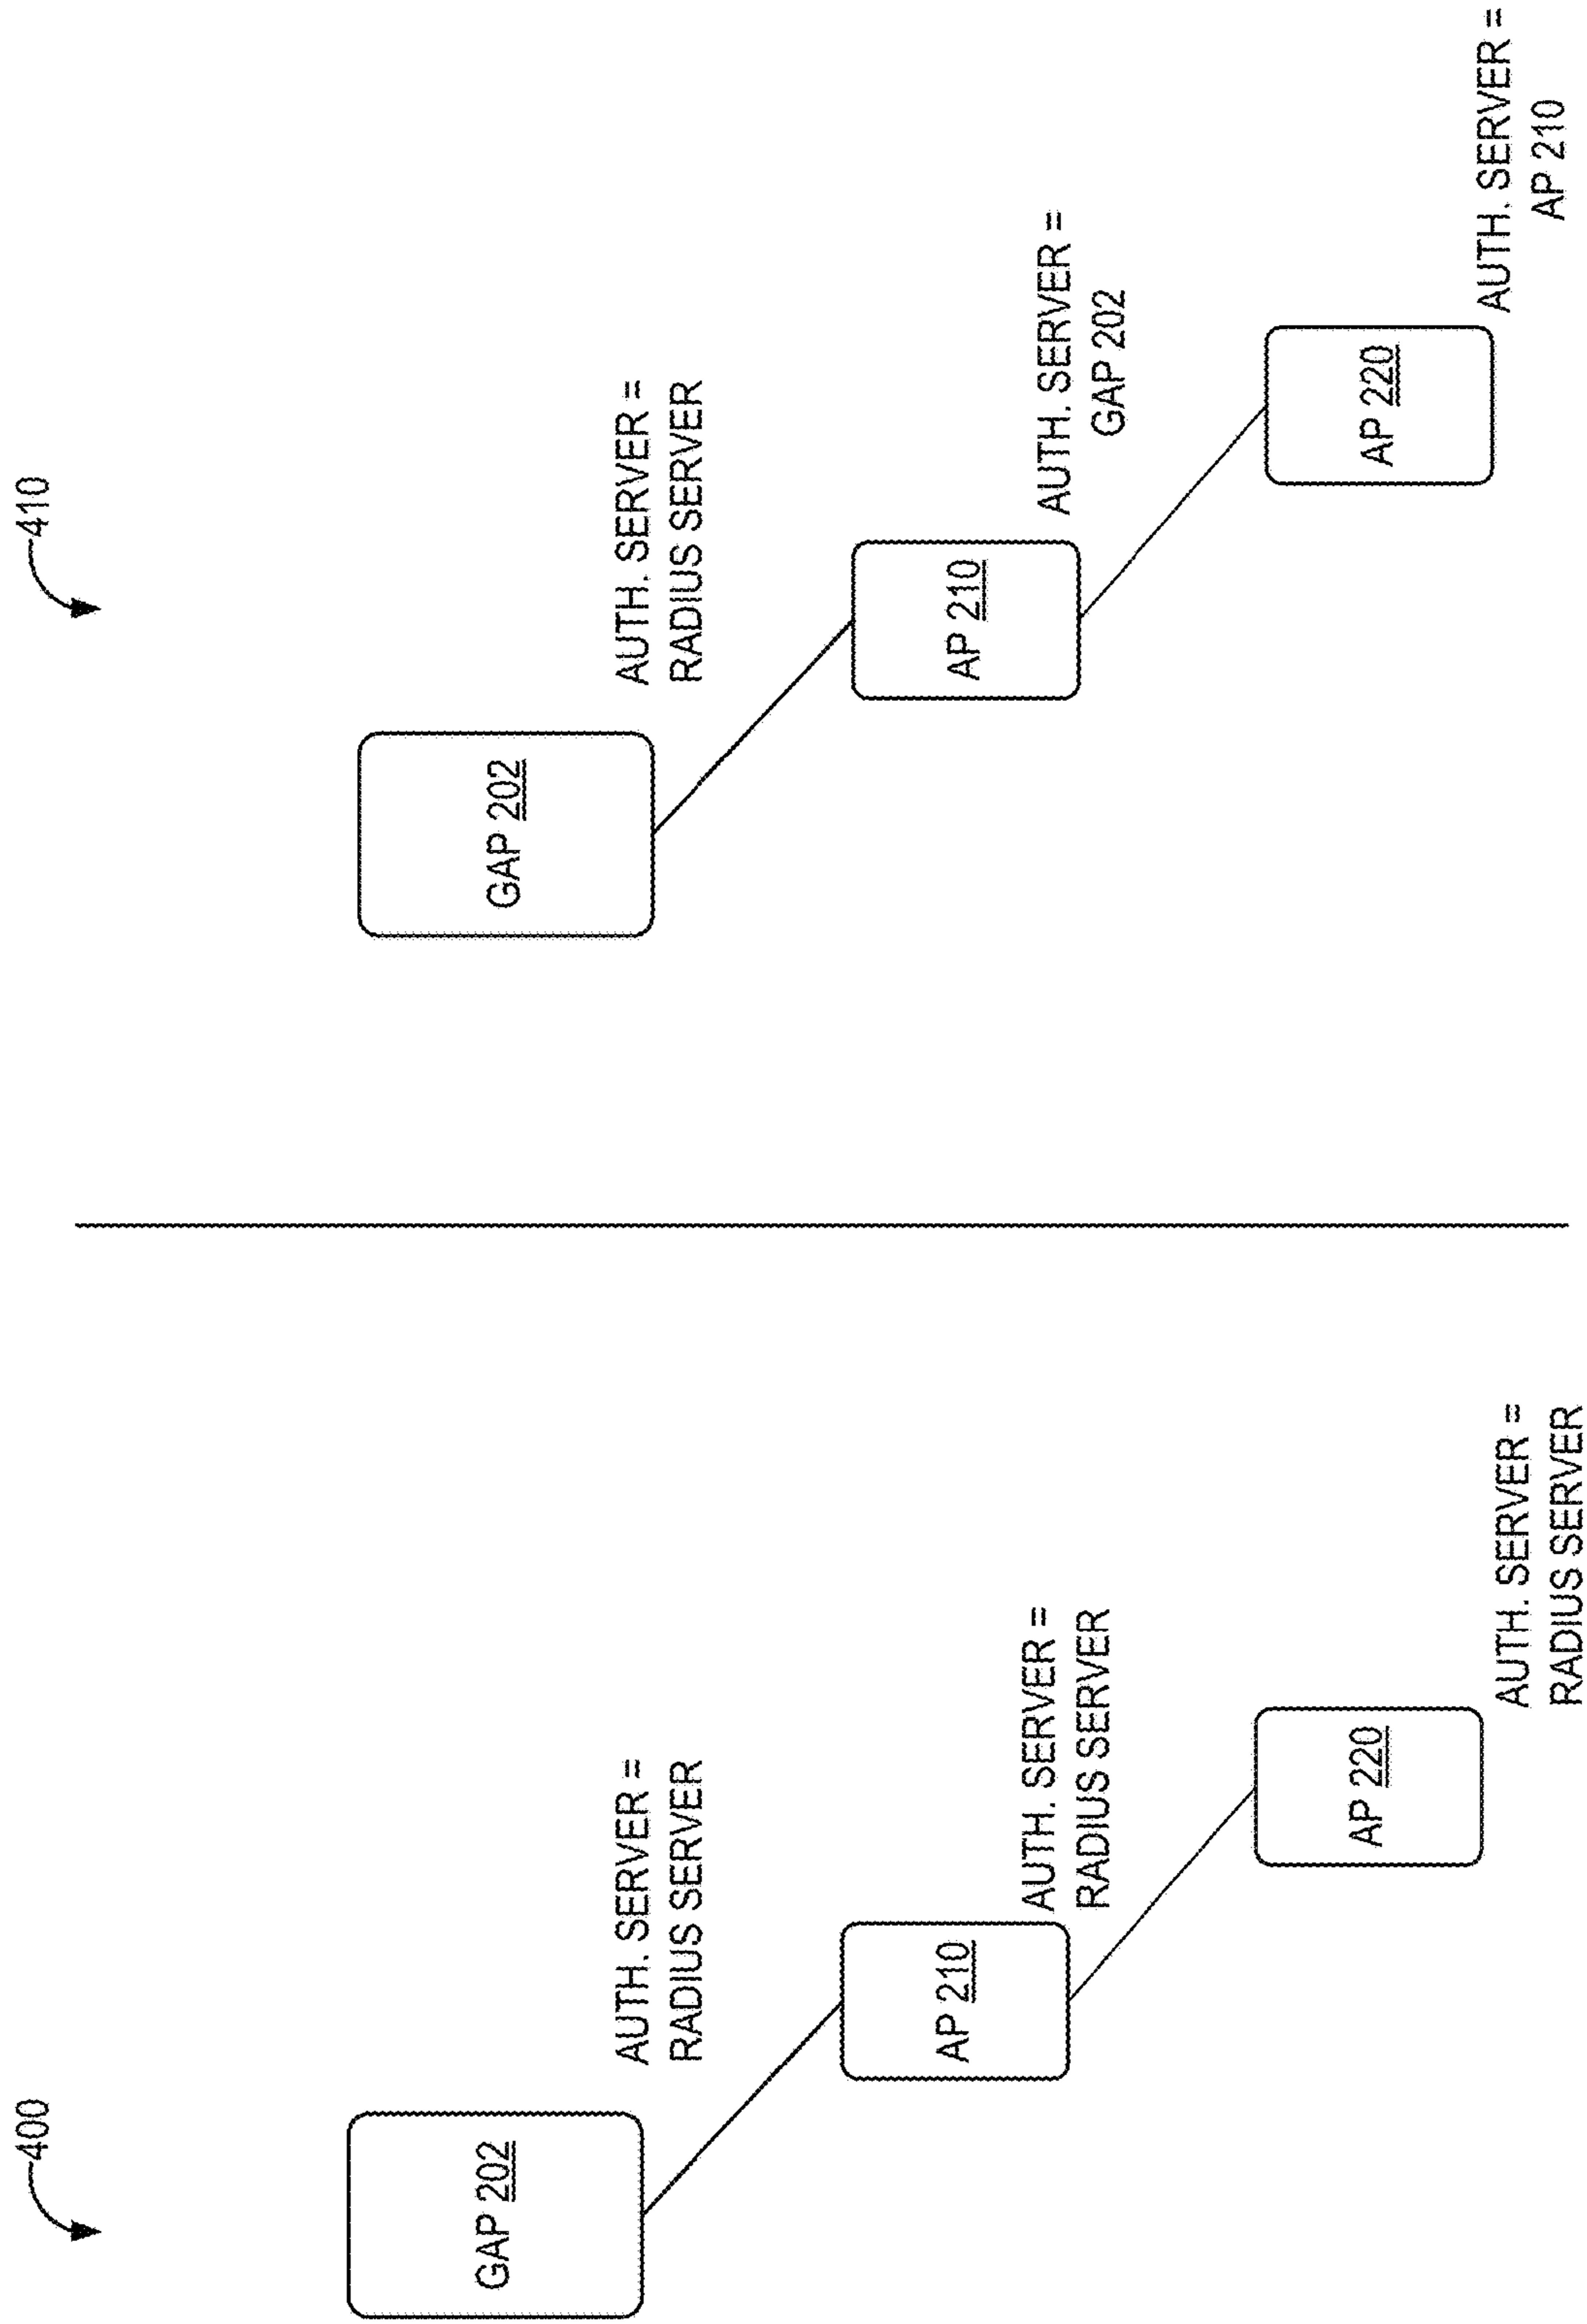 400
GAP 202
AUTH. SERVER =
RADIUS SERVER
AP 210
AUTH. SERVER =
RADIUS SERVER
AP 220
AUTH. SERVER =
RADIUS SERVER
410
GAP 202
AUTH. SERVER =
RADIUS SERVER
AP 210
AUTH. SERVER =
GAP 202
AP 220
AUTH. SERVER =
AP 210